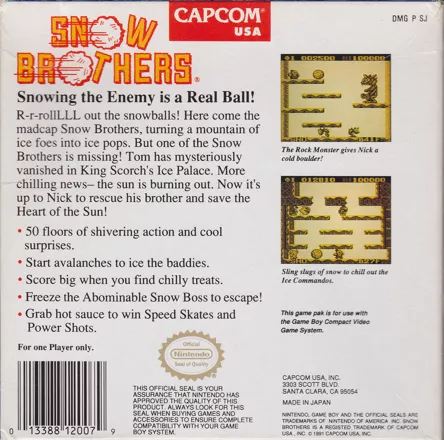 CAPCOM
USA
DMG P SJ
SNOW
BROTHERS®
Snowing the Enemy is a Real Ball!
R-r-rollLLL out the snowballs! Here come the
madcap Snow Brothers, turning a mountain of
ice foes into ice pops. But one of the Snow
Brothers is missing! Tom has mysteriously
vanished in King Scorch's Ice Palace. More
chilling news– the sun is burning out. Now it's
up to Nick to rescue his brother and save the
Heart of the Sun!
• 50 floors of shivering action and cool
surprises.
• Start avalanches to ice the baddies.
• Score big when you find chilly treats.
• Freeze the Abominable Snow Boss to escape!
• Grab hot sauce to win Speed Skates and
Power Shots.
For one Player only.
The Rock Monster gives Nick a
cold boulder!
Sling slugs of snow to chill out the
Ice Commandos.
This game pak is for use with
the Game Boy Compact Video
Game System.
0 13388 12007 9
Official
Nintendo
Seal of Quality
THIS OFFICIAL SEAL IS YOUR
ASSURANCE THAT NINTENDO HAS
APPROVED THE QUALITY OF THIS
PRODUCT. ALWAYS LOOK FOR THIS
SEAL WHEN BUYING GAMES AND
ACCESSORIES TO ENSURE COMPLETE
COMPATIBILITY WITH YOUR GAME
BOY SYSTEM.
CAPCOM USA, INC.
3303 SCOTT BLVD.
SANTA CLARA, CA 95054
MADE IN JAPAN
NINTENDO, GAME BOY AND THE OFFICIAL SEALS ARE
TRADEMARKS OF NINTENDO OF AMERICA INC. SNOW
BROTHERS IS A REGISTERED TRADEMARK OF CAPCOM
USA, INC. © 1991 CAPCOM USA, INC.